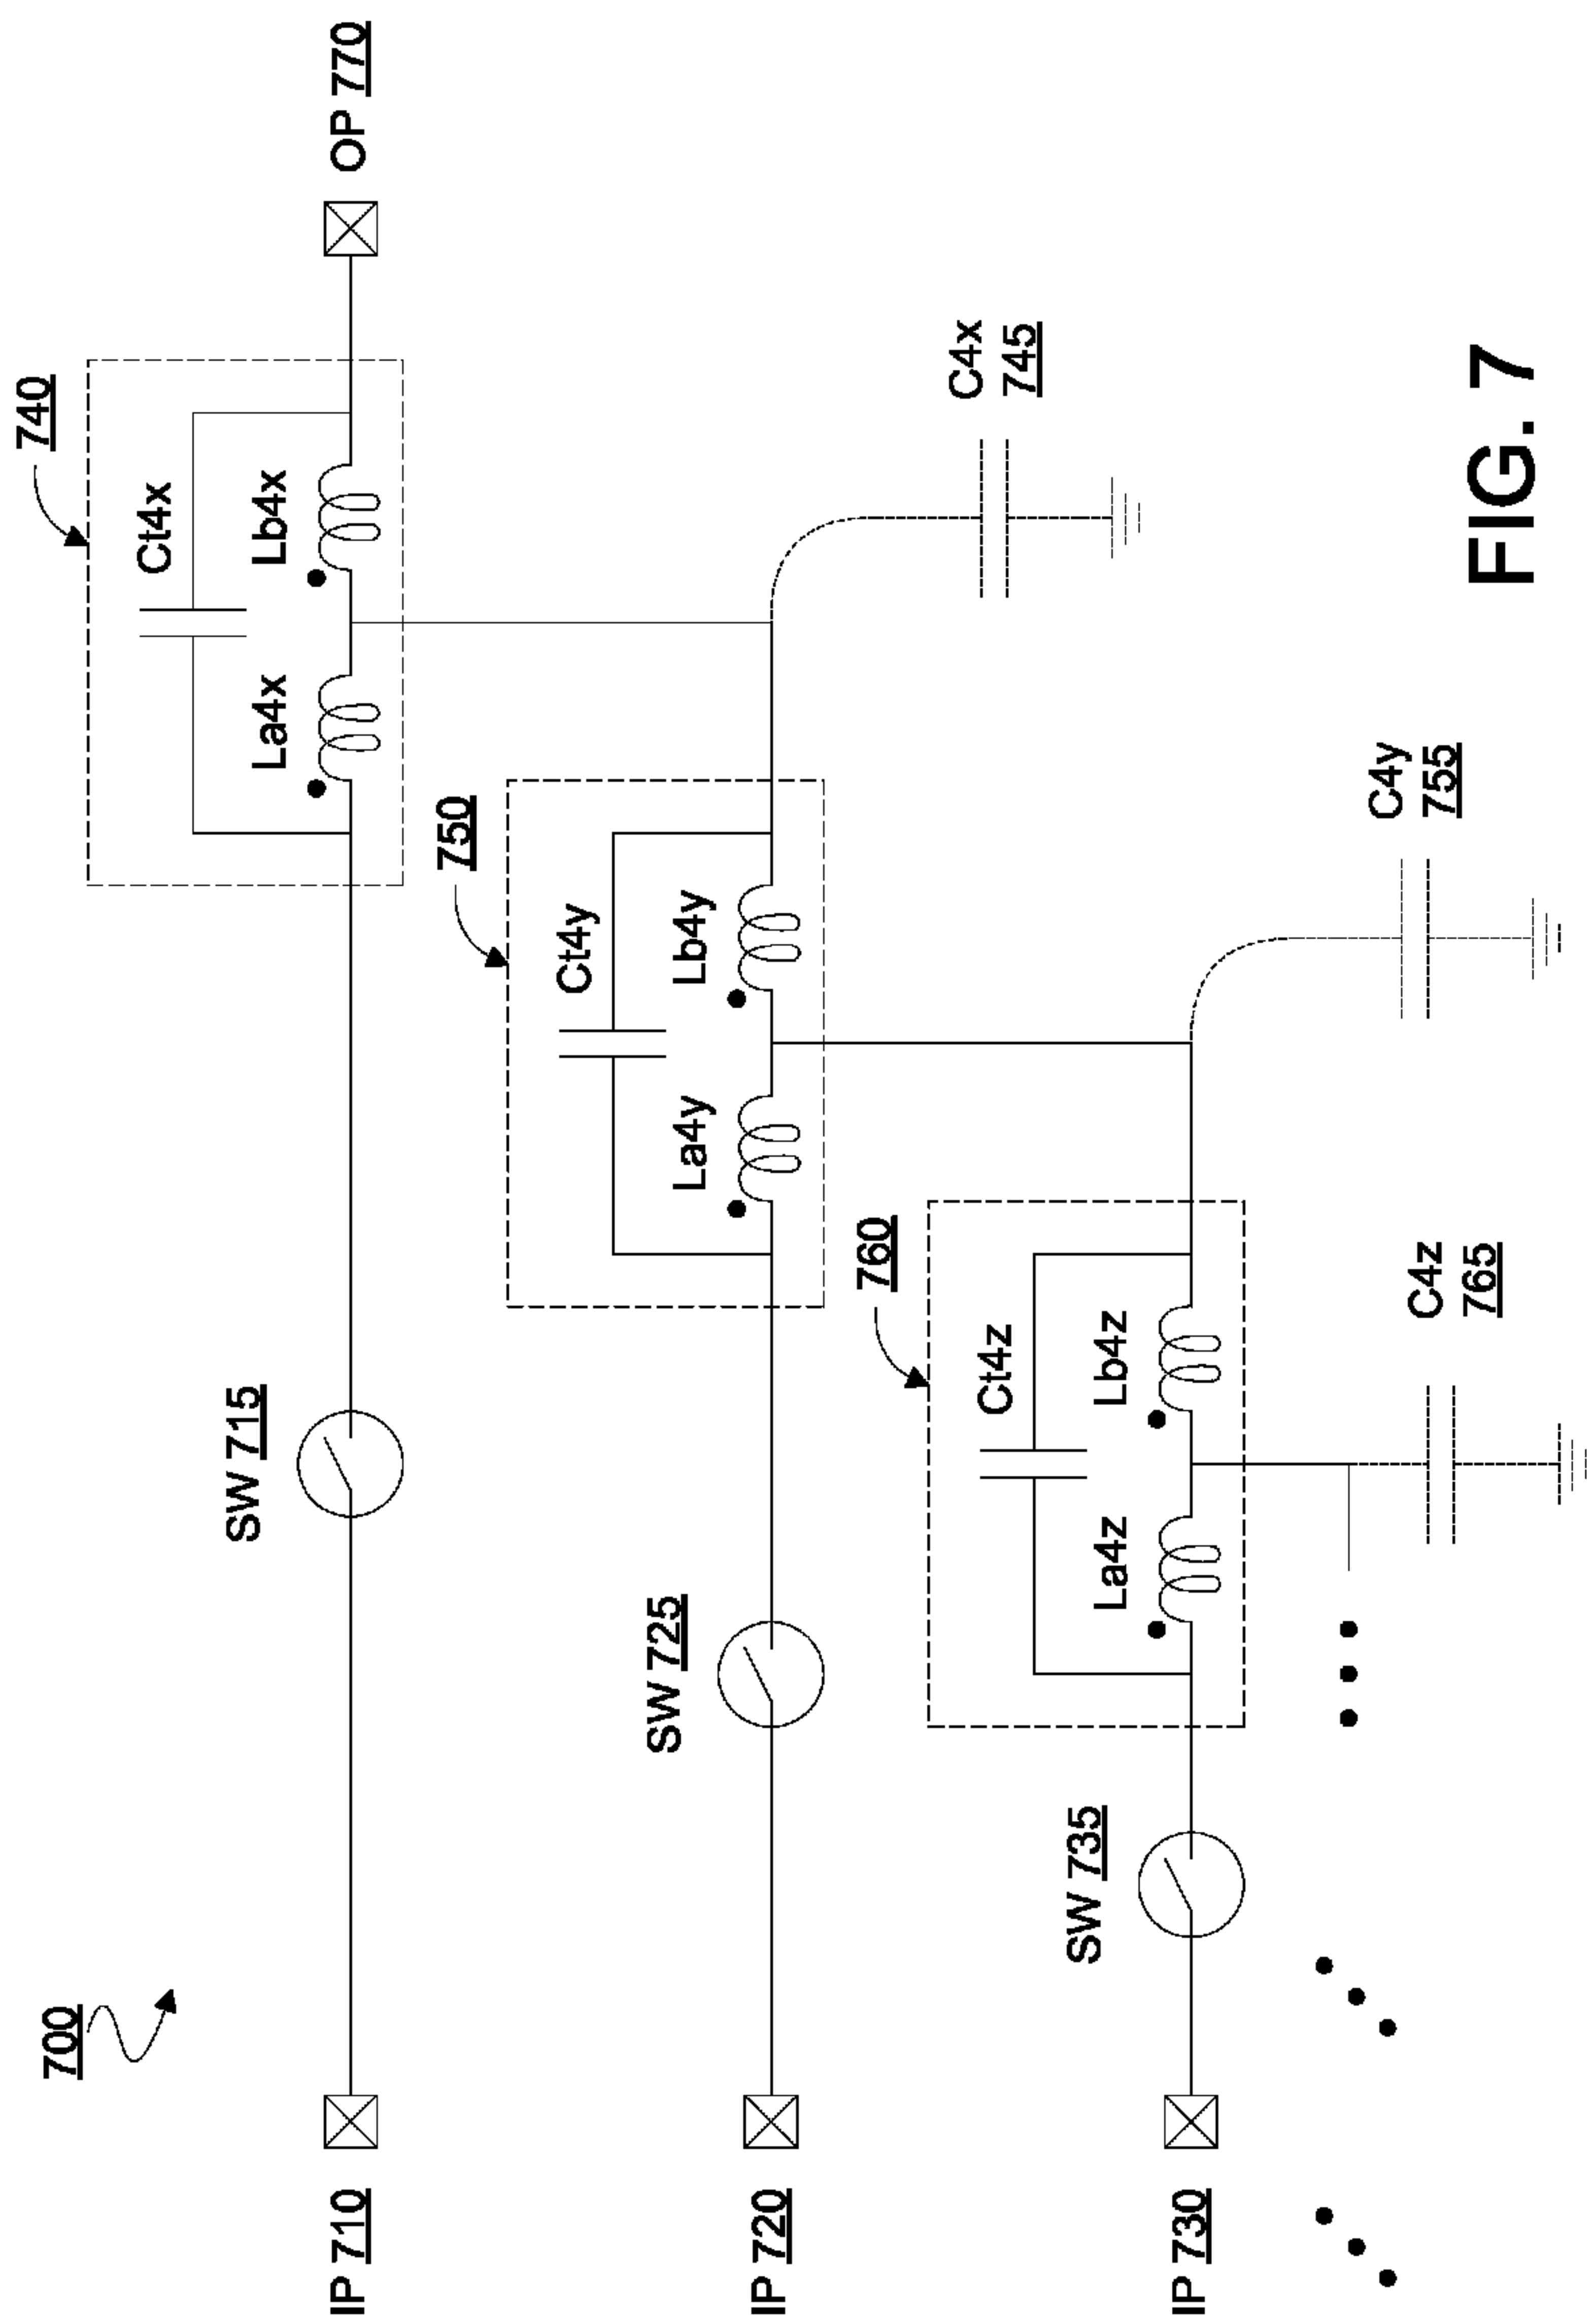 700
740
Ct4x
La4x
Lb4x
SW 715
IP 710
OP 770
750
Ct4y
La4y
Lb4y
SW 725
IP 720
C4x
745
760
Ct4z
La4z
Lb4z
SW 735
IP 730
C4y
755
C4z
765
FIG. 7